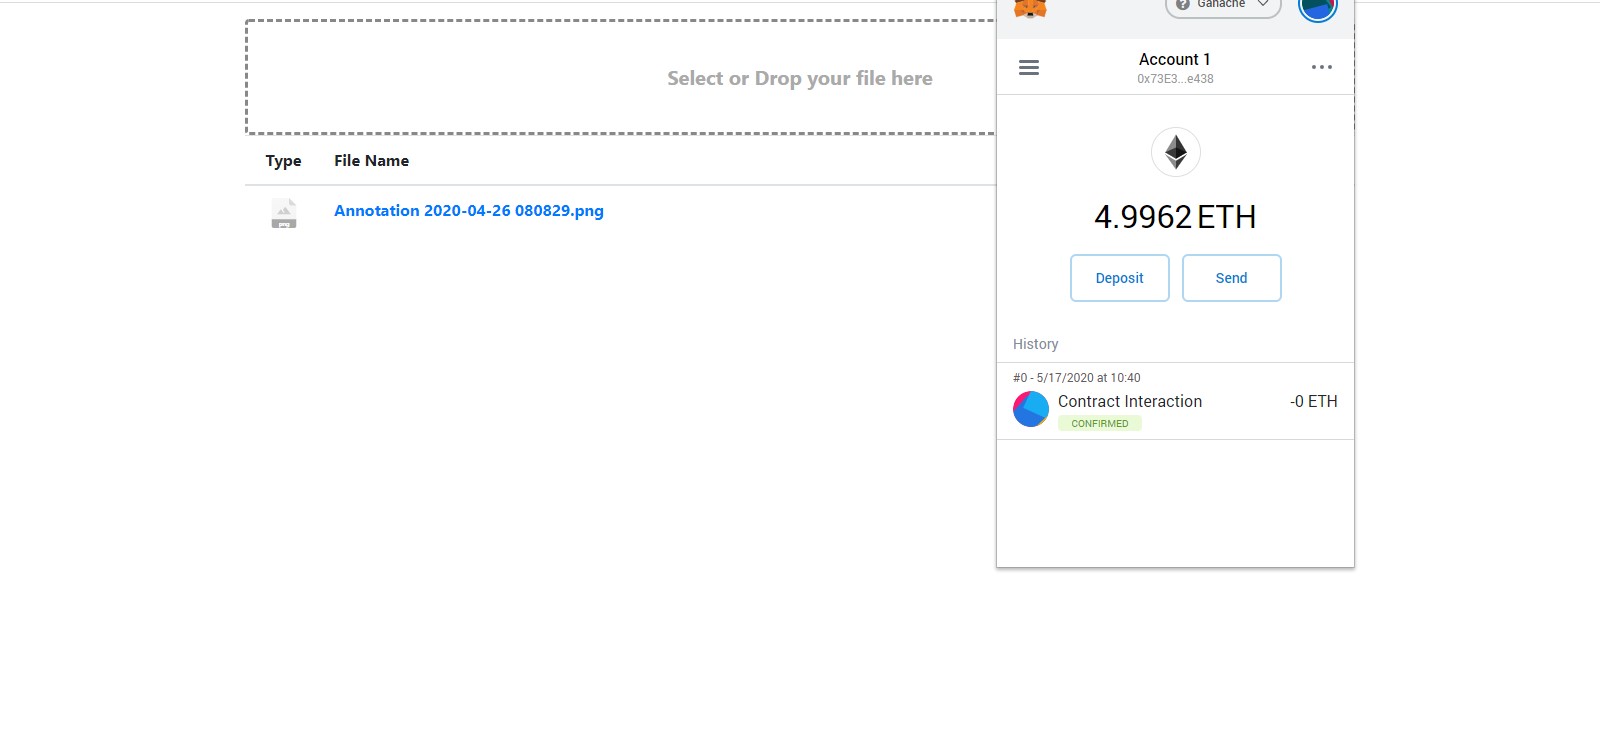 Select or Drop your file here
Type File Name
png
Annotation 2020-04-26 080829.png
? Ganache
Account 1
0x73E3...e438
4.9962 ETH
Deposit Send
History
#0 - 5/17/2020 at 10:40
Contract Interaction -0 ETH
CONFIRMED